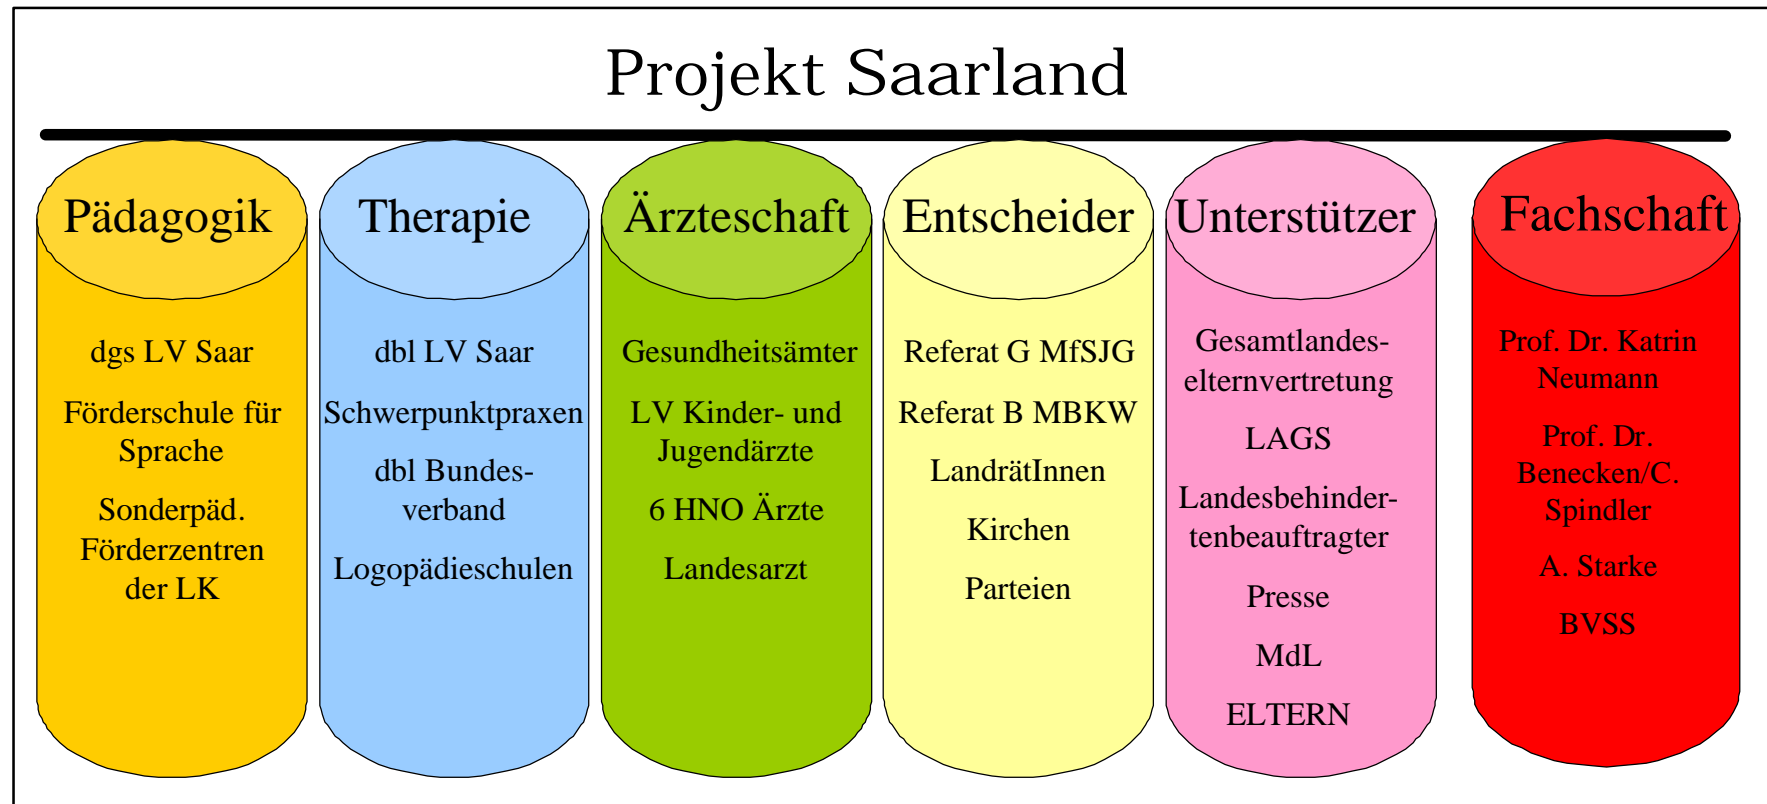 Projekt Saarland
Pädagogik
dgs LV Saar
Förderschule für
Sprache
Sonderpäd.
Förderzentren
der LK
Therapie
dbl LV Saar
Schwerpunktpraxen
dbl Bundes-
verband
Logopädieschulen
Ärzteschaft
Gesundheitsämter
LV Kinder- und
Jugendärzte
6 HNO Ärzte
Landesarzt
Entscheider
Referat G MfSJG
Referat B MBKW
LandrätInnen
Kirchen
Parteien
Unterstützer
Gesamtlandes-
elternvertretung
LAGS
Landesbehinder-
tenbeauftragter
Presse
MdL
ELTERN
Fachschaft
Prof. Dr. Katrin
Neumann
Prof. Dr.
Benecken/C.
Spindler
A. Starke
BVSS